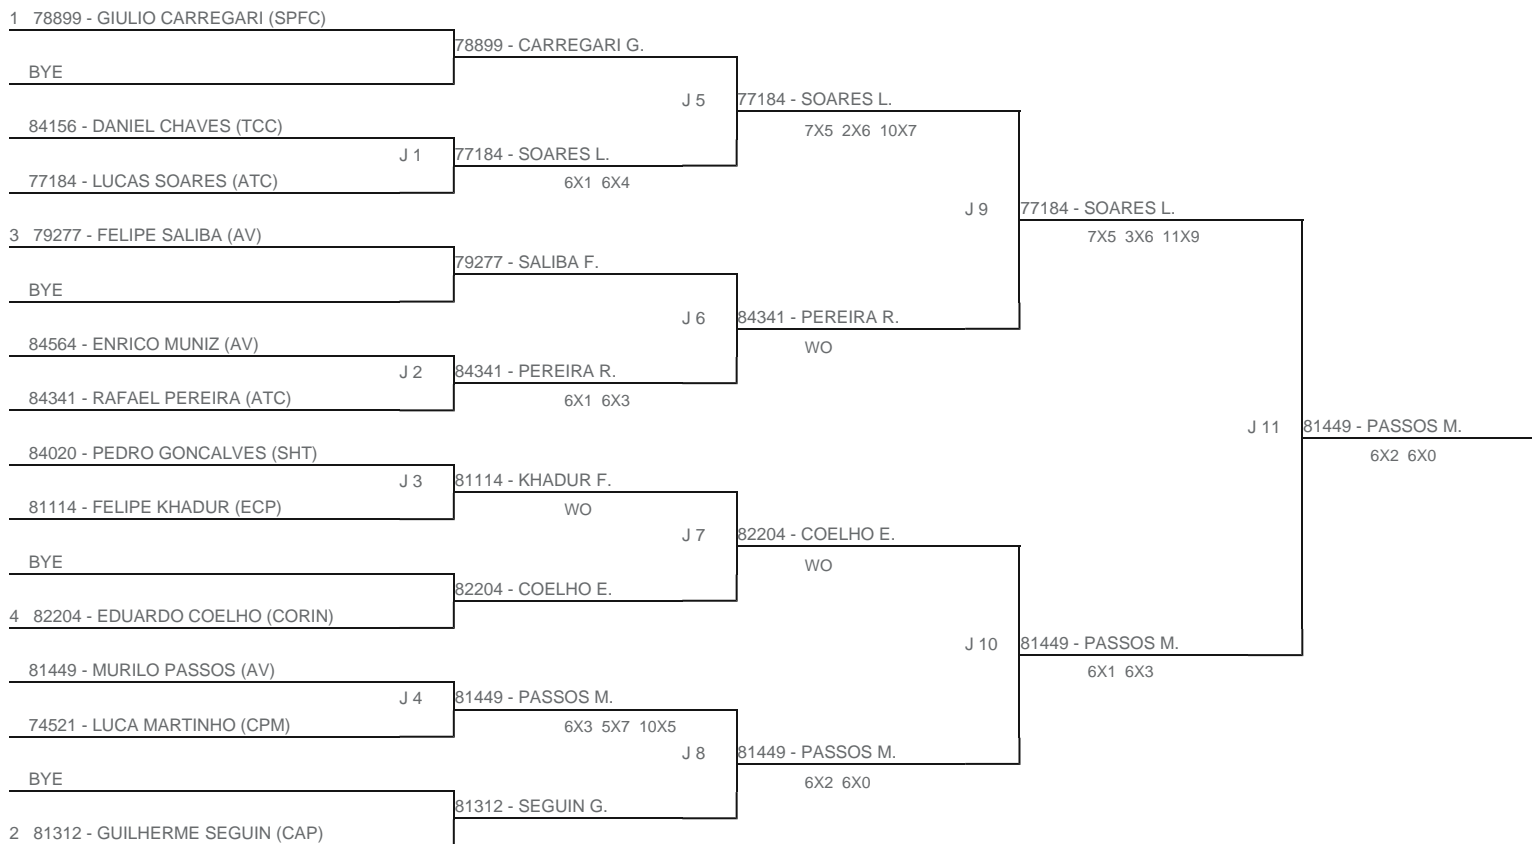 1 78899 - GIULIO CARREGARI (SPFC)
78899 - CARREGARI G.
BYE
J 5
77184 - SOARES L.
7X5 2X6 10X7
84156 - DANIEL CHAVES (TCC)
J 1
77184 - SOARES L.
6X1 6X4
77184 - LUCAS SOARES (ATC)
J 9
77184 - SOARES L.
7X5 3X6 11X9
3 79277 - FELIPE SALIBA (AV)
79277 - SALIBA F.
BYE
J 6
84341 - PEREIRA R.
WO
84564 - ENRICO MUNIZ (AV)
J 2
84341 - PEREIRA R.
6X1 6X3
84341 - RAFAEL PEREIRA (ATC)
J 11
81449 - PASSOS M.
6X2 6X0
84020 - PEDRO GONCALVES (SHT)
J 3
81114 - KHADUR F.
WO
81114 - FELIPE KHADUR (ECP)
J 7
82204 - COELHO E.
WO
BYE
82204 - COELHO E.
4 82204 - EDUARDO COELHO (CORIN)
J 10
81449 - PASSOS M.
6X1 6X3
81449 - MURILO PASSOS (AV)
J 4
81449 - PASSOS M.
6X3 5X7 10X5
74521 - LUCA MARTINHO (CPM)
J 8
81449 - PASSOS M.
6X2 6X0
BYE
81312 - SEGUIN G.
2 81312 - GUILHERME SEGUIN (CAP)